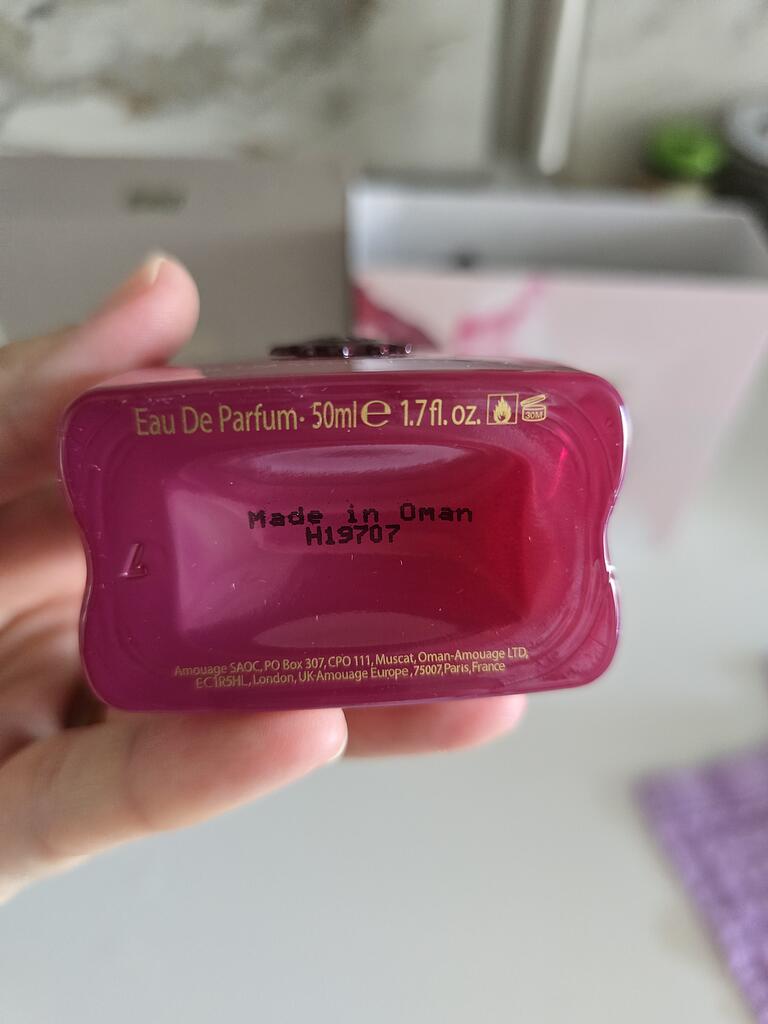 Eau De Parfum· 50ml℮ 1.7fl. oz.
30M
Made in Oman
H19707
7
Amouage SAOC, PO Box 307, CPO 111, Muscat, Oman-Amouage LTD,
EC1R5HL, London, UK-Amouage Europe, 75007, Paris, France